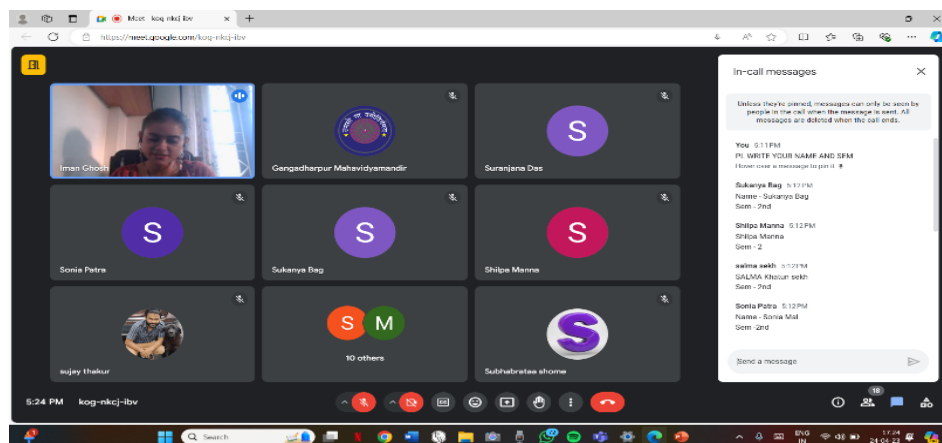 Meet - kog-nkcj-ibv
https://meet.google.com/kog-nkcj-ibv
Iman Ghosh
Gangadharpur Mahavidyamandir
S
Suranjana Das
S
Sonia Patra
S
Sukanya Bag
S
Shilpa Manna
sujay thakur
S M
10 others
S
Subhabrataa shome
In-call messages
Unless they're pinned, messages can only be seen by
people in the call when the message is sent. All
messages are deleted when the call ends.
You 5:11 PM
PL WRITE YOUR NAME AND SEM
Hover over a message to pin it
Sukanya Bag 5:12 PM
Name - Sukanya Bag
Sem - 2nd
Shilpa Manna 5:12 PM
Shilpa Manna
Sem - 2
salma sekh 5:12 PM
SALMA Khatun sekh
Sem - 2nd
Sonia Patra 5:12 PM
Name - Sonia Mal
Sem -2nd
Send a message
5:24 PM kog-nkcj-ibv
18
Search
ENG
IN
17:24
24-04-23